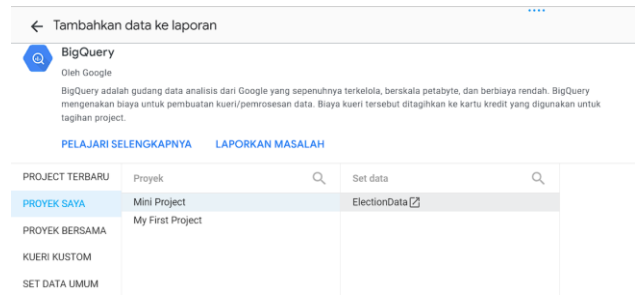 Tambahkan data ke laporan
BigQuery
Oleh Google
BigQuery adalah gudang data analisis dari Google yang sepenuhnya terkelola, berskala petabyte, dan berbiaya rendah. BigQuery
mengenakan biaya untuk pembuatan kueri/pemrosesan data. Biaya kueri tersebut ditagihkan ke kartu kredit yang digunakan untuk
tagihan project.
PELAJARI SELENGKAPNYA LAPORKAN MASALAH
PROJECT TERBARU Proyek Set data
PROYEK SAYA Mini Project ElectionData
PROYEK BERSAMA My First Project
KUERI KUSTOM
SET DATA UMUM